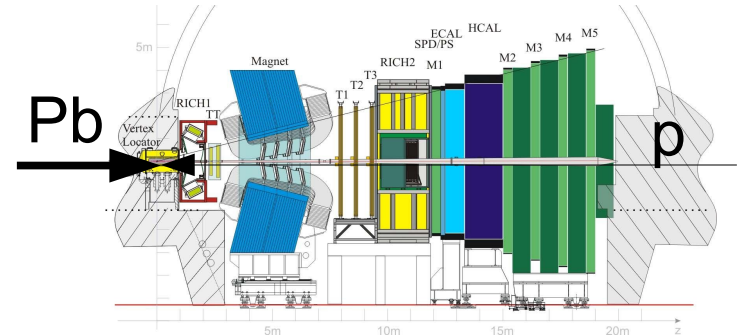 5m
Pb
p
Vertex
Locator
RICH1
TT
Magnet
T1
T2
T3
RICH2
SPD/PS
ECAL
HCAL
M1
M2
M3
M4
M5
5m
10m
15m
20m
z